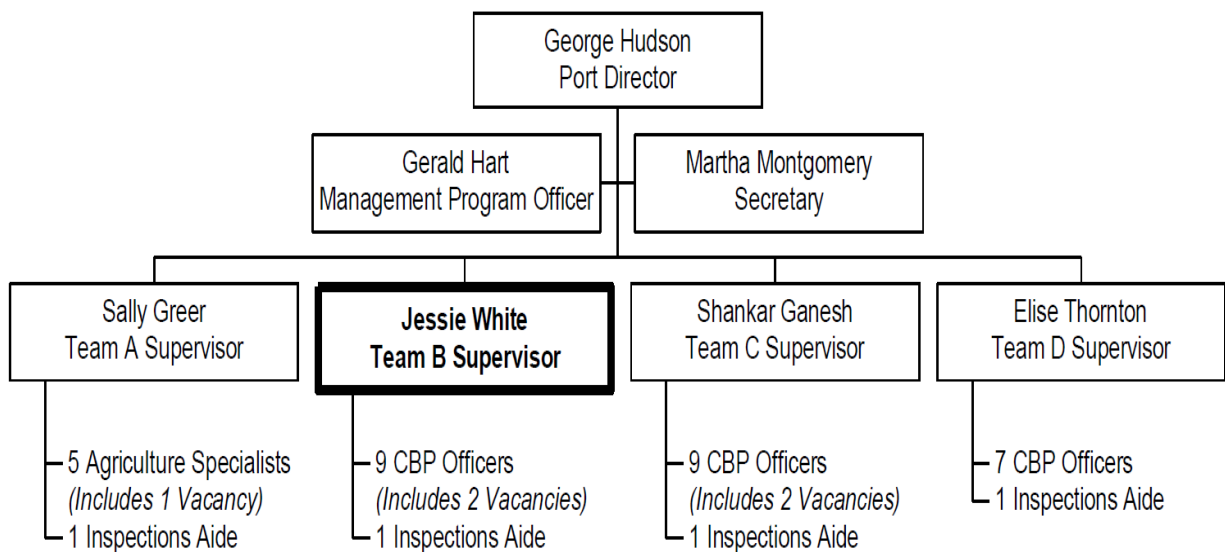 George Hudson
Port Director
Gerald Hart
Management Program Officer
Martha Montgomery
Secretary
Sally Greer
Team A Supervisor
Jessie White
Team B Supervisor
Shankar Ganesh
Team C Supervisor
Elise Thornton
Team D Supervisor
5 Agriculture Specialists
(Includes 1 Vacancy)
1 Inspections Aide
9 CBP Officers
(Includes 2 Vacancies)
1 Inspections Aide
9 CBP Officers
(Includes 2 Vacancies)
1 Inspections Aide
7 CBP Officers
1 Inspections Aide